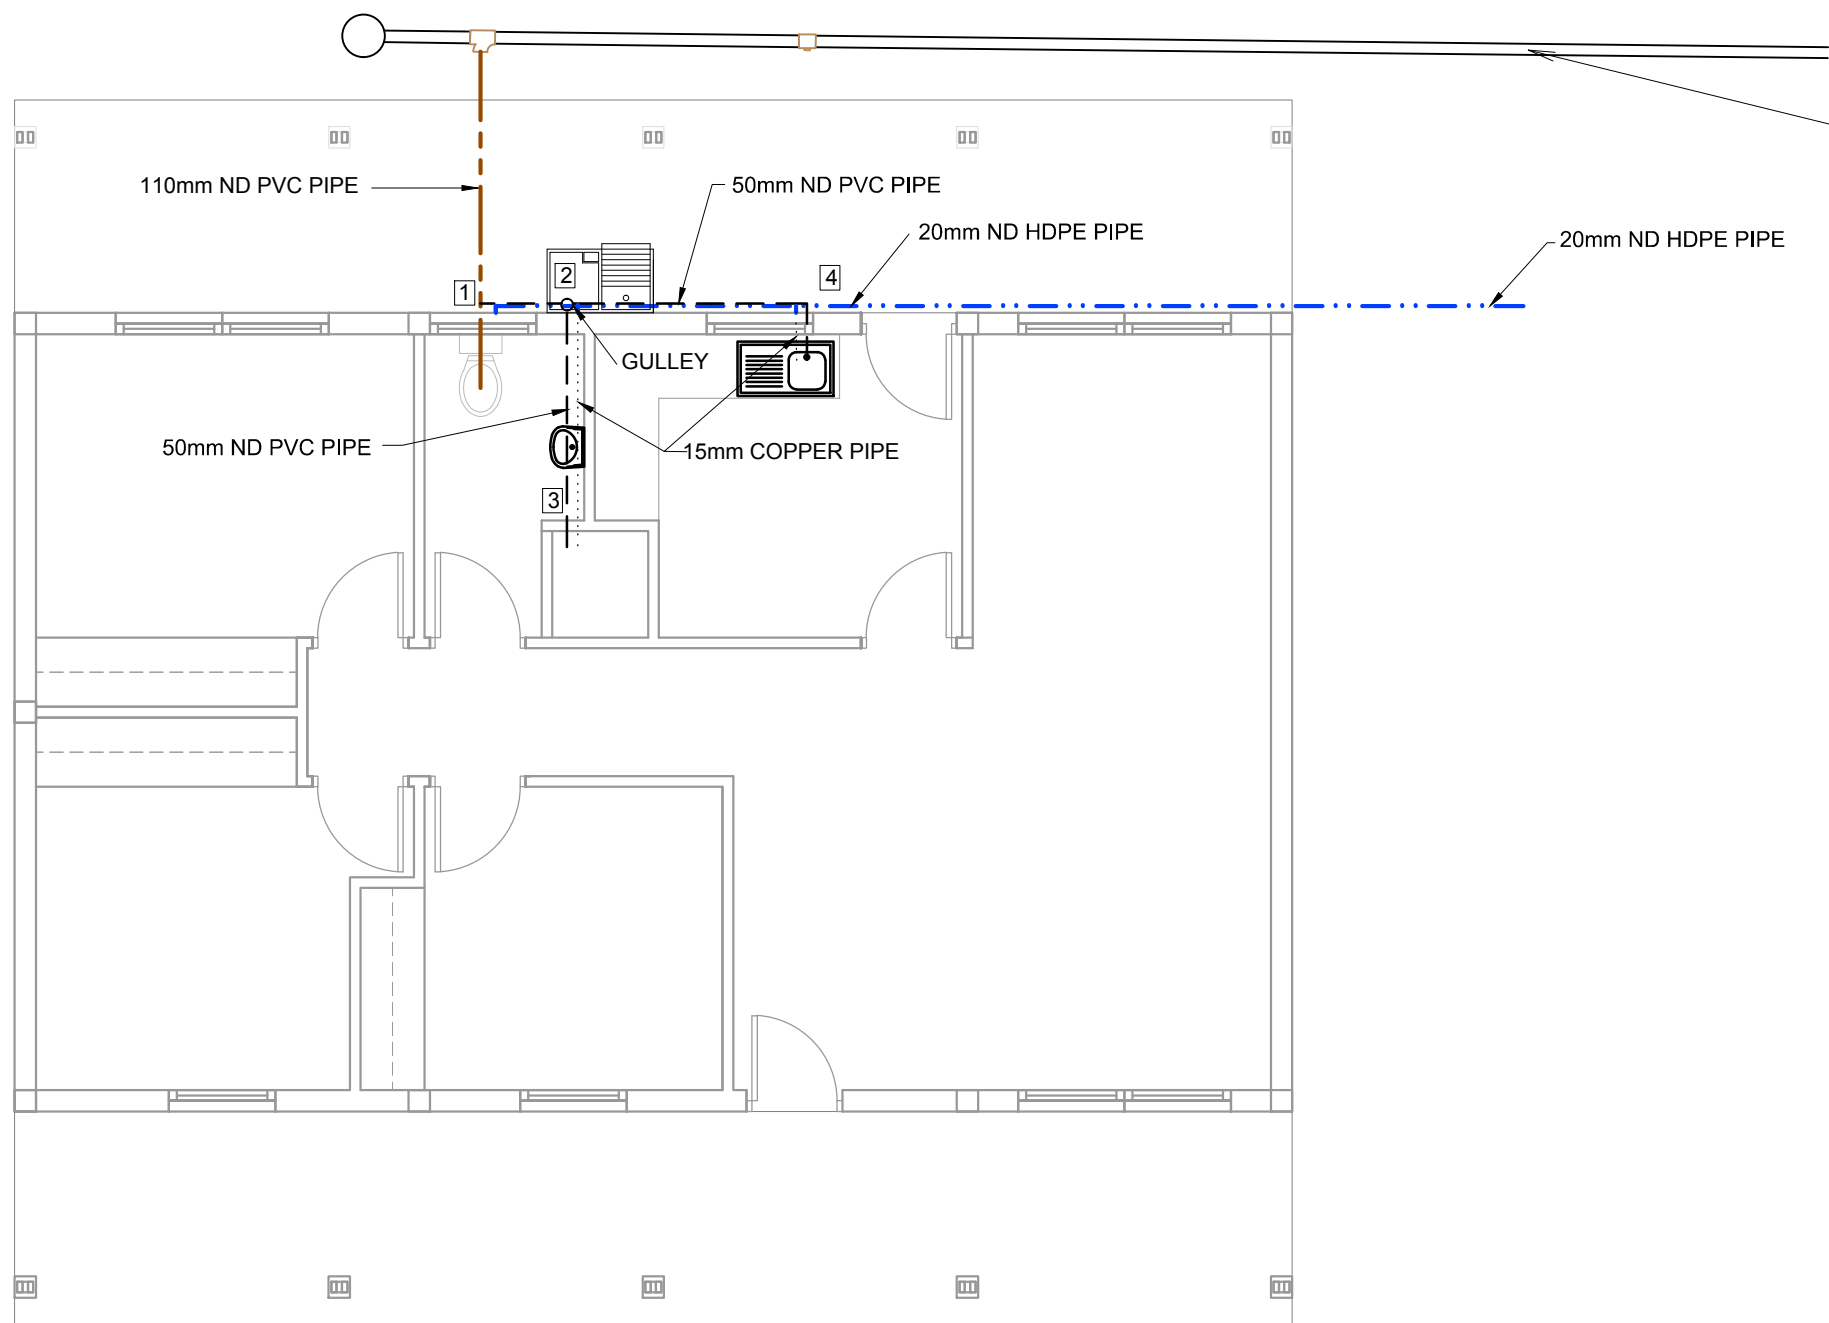 110mm ND PVC PIPE
50mm ND PVC PIPE
20mm ND HDPE PIPE
20mm ND HDPE PIPE
1
2
4
GULLEY
50mm ND PVC PIPE
15mm COPPER PIPE
3